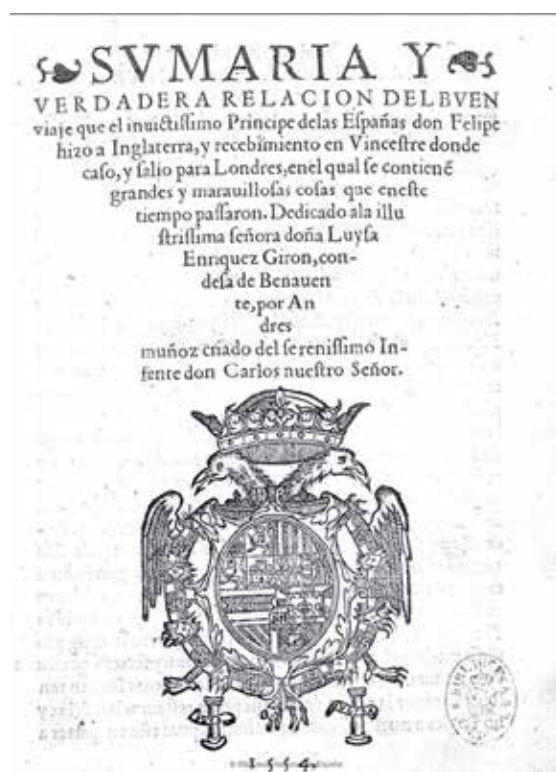 SVMARIA Y
VERDADERA RELACION DEL BVEN
viaje que el inuictissimo Principe delas Españas don Felipe
hizo a Inglaterra, y recebimiento en Vincestre donde
caso, y salio para Londres, enel qual se contienẽ
grandes y marauillosas cosas que eneste
tiempo passaron. Dedicado ala illu
strissima señora doña Luysa
Enriquez Giron, con-
desa de Benauen
te, por An
dres
muñoz criado del serenissimo In-
fante don Carlos nuestro Señor.
1554.